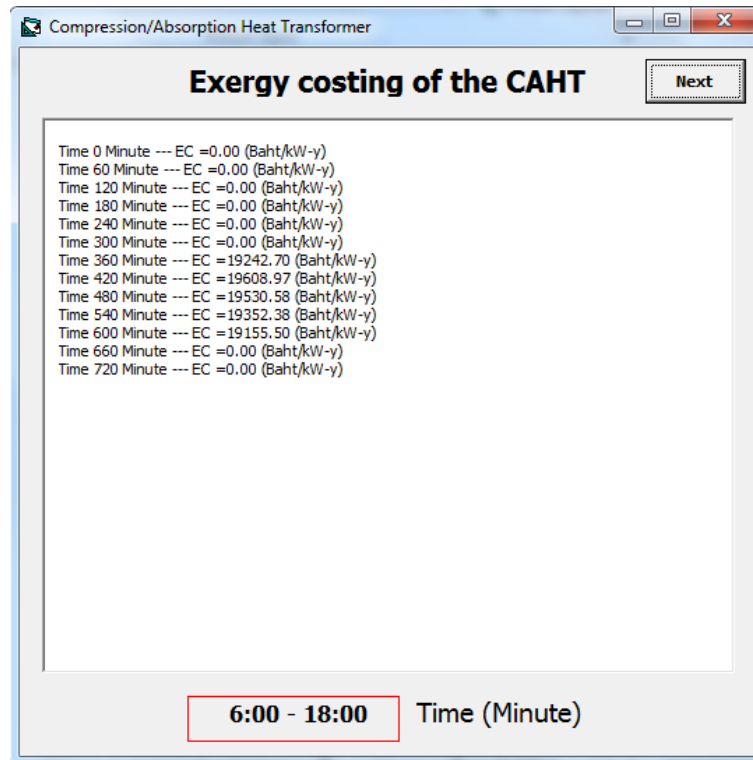 Compression/Absorption Heat Transformer
Exergy costing of the CAHT
Next
Time 0 Minute --- EC =0.00 (Baht/kW-y)
Time 60 Minute --- EC =0.00 (Baht/kW-y)
Time 120 Minute --- EC =0.00 (Baht/kW-y)
Time 180 Minute --- EC =0.00 (Baht/kW-y)
Time 240 Minute --- EC =0.00 (Baht/kW-y)
Time 300 Minute --- EC =0.00 (Baht/kW-y)
Time 360 Minute --- EC =19242.70 (Baht/kW-y)
Time 420 Minute --- EC =19608.97 (Baht/kW-y)
Time 480 Minute --- EC =19530.58 (Baht/kW-y)
Time 540 Minute --- EC =19352.38 (Baht/kW-y)
Time 600 Minute --- EC =19155.50 (Baht/kW-y)
Time 660 Minute --- EC =0.00 (Baht/kW-y)
Time 720 Minute --- EC =0.00 (Baht/kW-y)
6:00 - 18:00 Time (Minute)